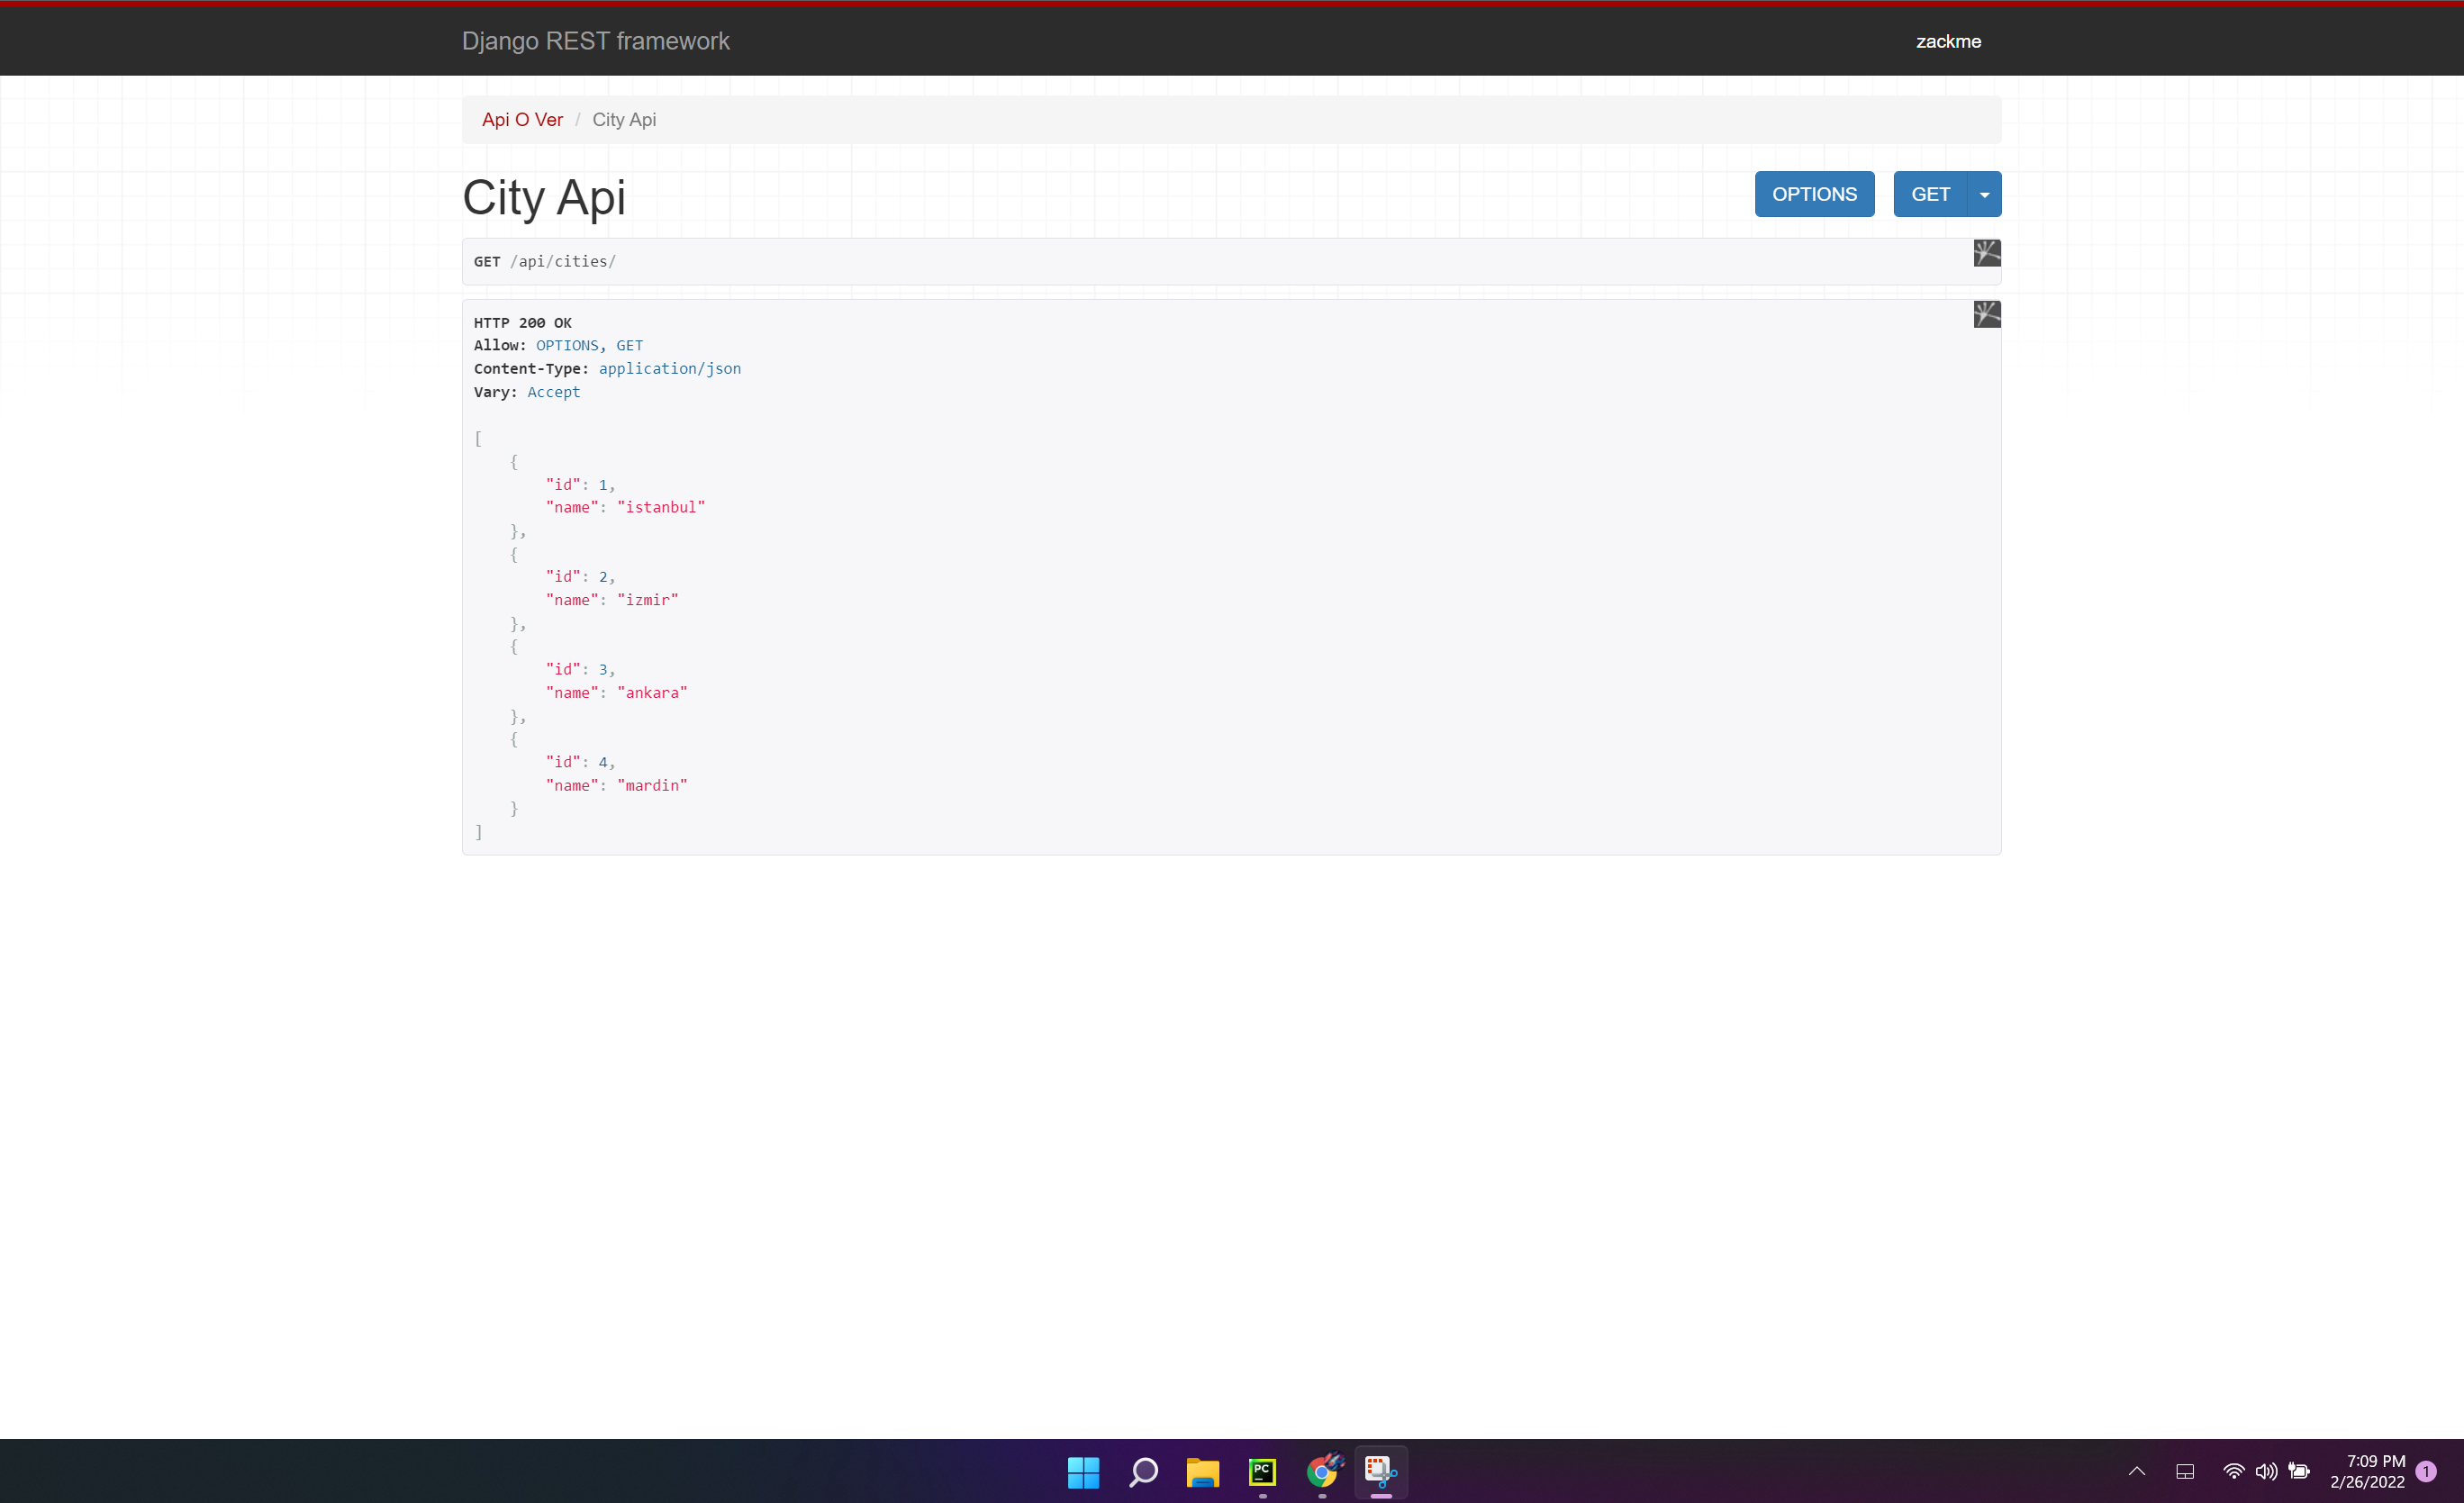 Django REST framework
zackme
Api O Ver / City Api
City Api
OPTIONS
GET
GET /api/cities/
HTTP 200 OK
Allow: OPTIONS, GET
Content-Type: application/json
Vary: Accept
[
    {
        "id": 1,
        "name": "istanbul"
    },
    {
        "id": 2,
        "name": "izmir"
    },
    {
        "id": 3,
        "name": "ankara"
    },
    {
        "id": 4,
        "name": "mardin"
    }
]
PC
7:09 PM
2/26/2022
1